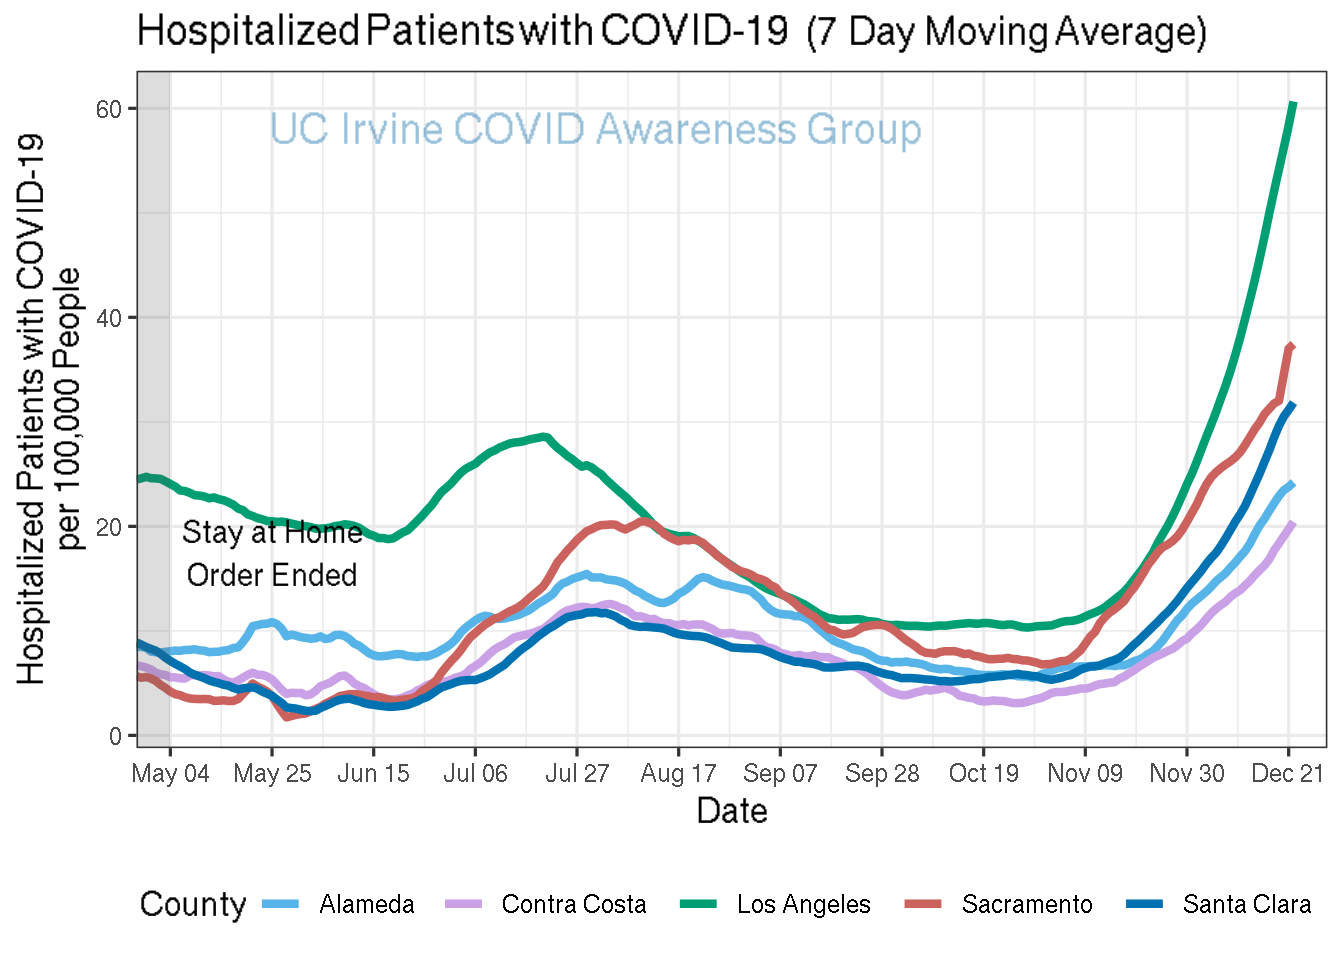 Hospitalized Patients with COVID-19 (7 Day Moving Average)
UC Irvine COVID Awareness Group
Hospitalized Patients with COVID-19
per 100,000 People
60
40
20
0
Stay at Home
Order Ended
May 04 May 25 Jun 15 Jul 06 Jul 27 Aug 17 Sep 07 Sep 28 Oct 19 Nov 09 Nov 30 Dec 21
Date
County Alameda Contra Costa Los Angeles Sacramento Santa Clara